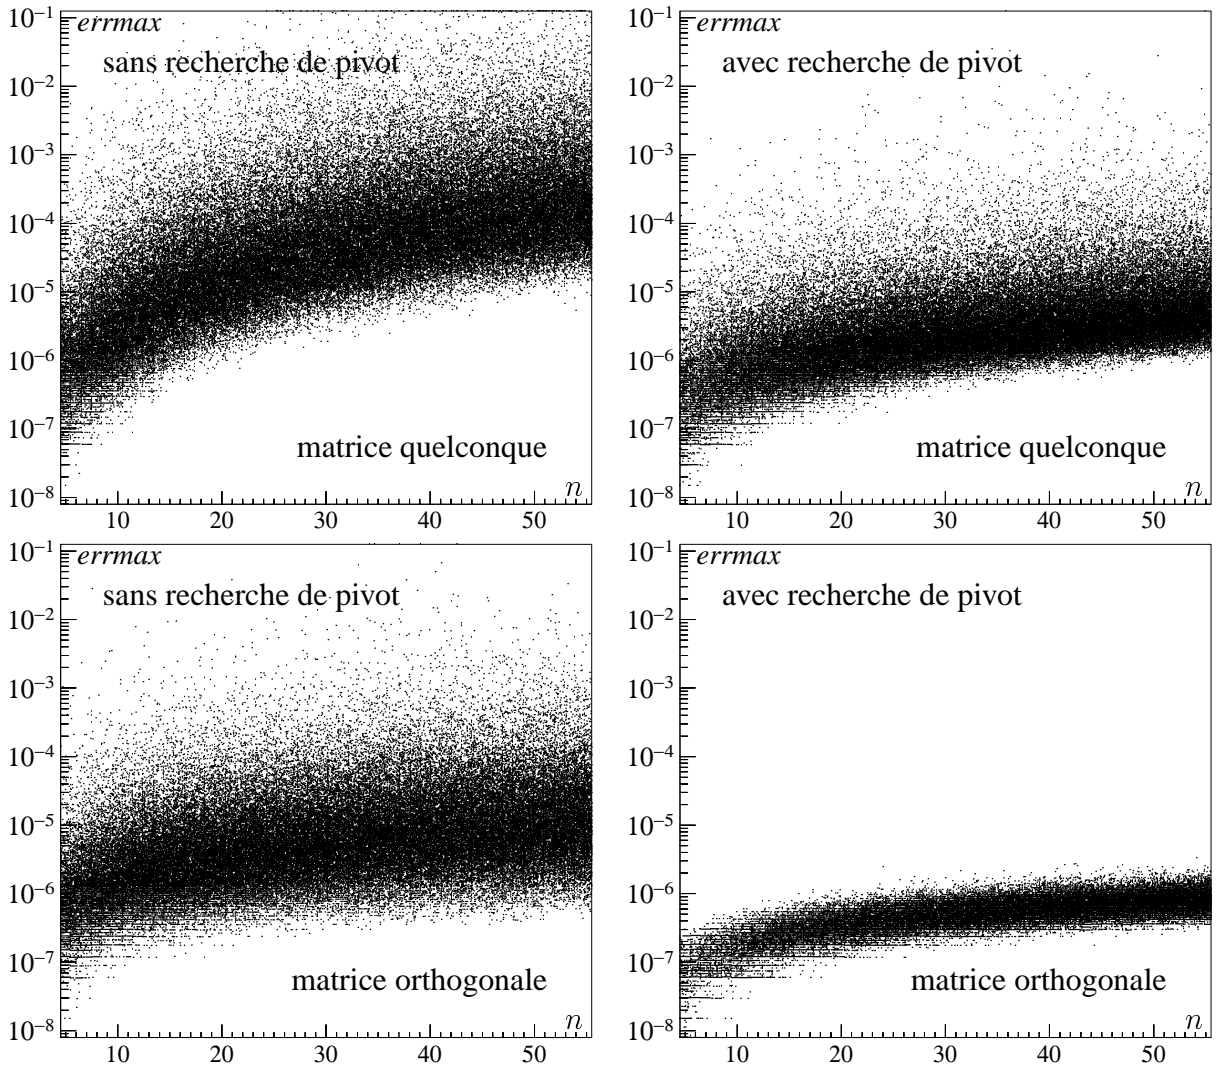 errmax
sans recherche de pivot
matrice quelconque
n
10⁻¹
10⁻²
10⁻³
10⁻⁴
10⁻⁵
10⁻⁶
10⁻⁷
10⁻⁸
10 20 30 40 50
errmax
avec recherche de pivot
matrice quelconque
n
10⁻¹
10⁻²
10⁻³
10⁻⁴
10⁻⁵
10⁻⁶
10⁻⁷
10⁻⁸
10 20 30 40 50
errmax
sans recherche de pivot
matrice orthogonale
n
10⁻¹
10⁻²
10⁻³
10⁻⁴
10⁻⁵
10⁻⁶
10⁻⁷
10⁻⁸
10 20 30 40 50
errmax
avec recherche de pivot
matrice orthogonale
n
10⁻¹
10⁻²
10⁻³
10⁻⁴
10⁻⁵
10⁻⁶
10⁻⁷
10⁻⁸
10 20 30 40 50